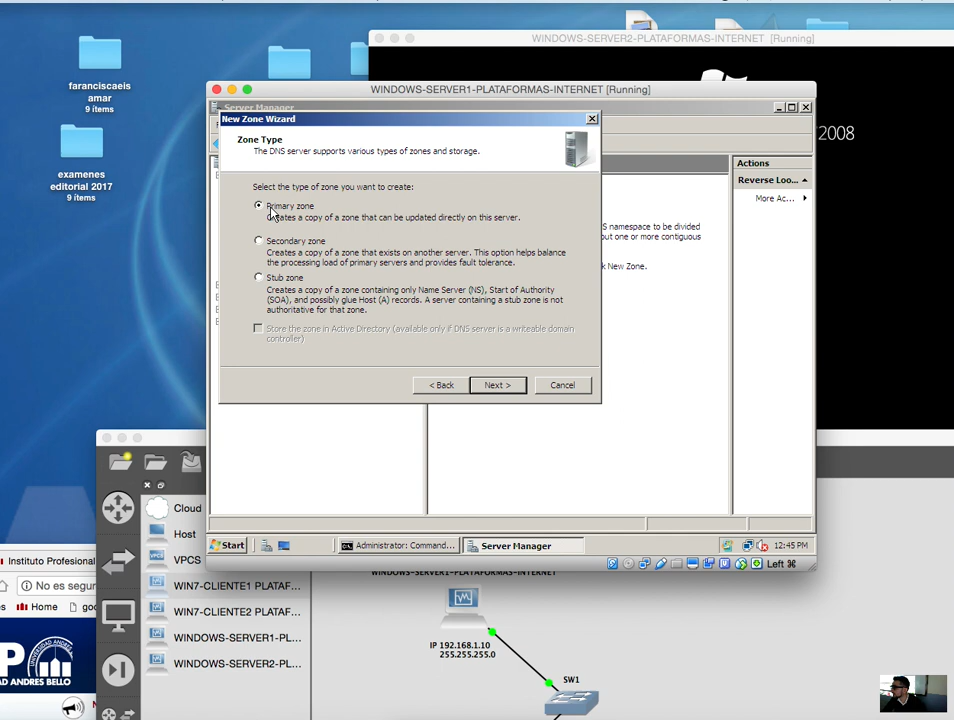 WINDOWS-SERVER2-PLATAFORMAS-INTERNET [Running]
faranciscaeis
amar
9 ítems
examenes
editorial 2017
9 ítems
2008
WINDOWS-SERVER1-PLATAFORMAS-INTERNET [Running]
Server Manager
New Zone Wizard
Zone Type
The DNS server supports various types of zones and storage.
Select the type of zone you want to create:
Primary zone
Creates a copy of a zone that can be updated directly on this server.
Secondary zone
Creates a copy of a zone that exists on another server. This option helps balance
the processing load of primary servers and provides fault tolerance.
Stub zone
Creates a copy of a zone containing only Name Server (NS), Start of Authority
(SOA), and possibly glue Host (A) records. A server containing a stub zone is not
authoritative for that zone.
Store the zone in Active Directory (available only if DNS server is a writeable domain
controller)
< Back
Next >
Cancel
S namespace to be divided
out one or more contiguous
k New Zone.
Actions
Reverse Loo...
More Ac...
Start
Administrator: Command...
Server Manager
12:45 PM
Left ⌘
Cloud
Host
VPCS
WIN7-CLIENTE1 PLATAF...
WIN7-CLIENTE2 PLATAF...
WINDOWS-SERVER1-PL...
WINDOWS-SERVER2-PL...
WINDOWS-SERVER1-PLATAFORMAS-INTERNET
IP 192.168.1.10
255.255.255.0
SW1
Instituto Profesional
No es segur
Home
goo
P
AD ANDRES BELLO
UNIVERSIDAD ANDRES